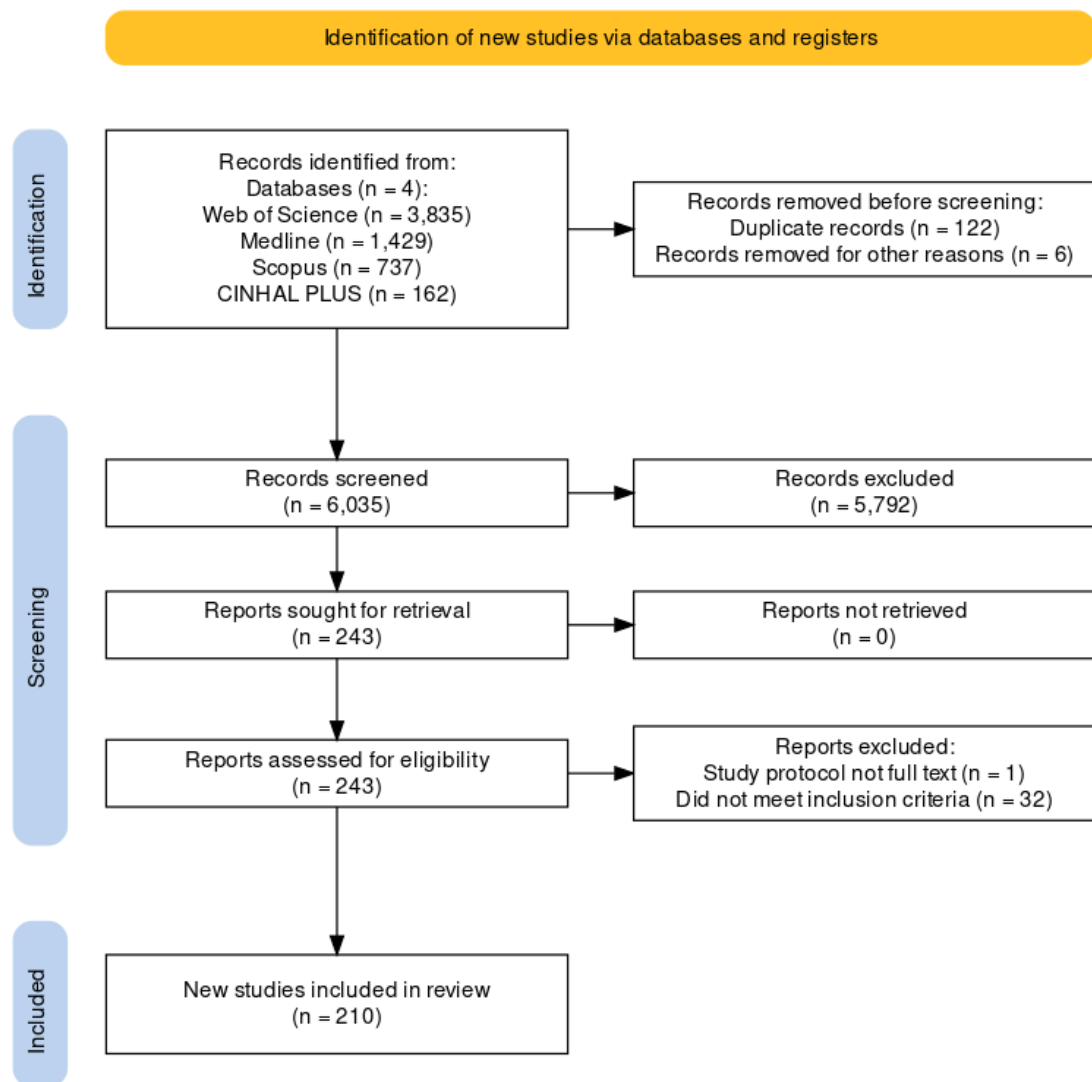 Identification of new studies via databases and registers
Identification
Records identified from:
Databases (n = 4):
Web of Science (n = 3,835)
Medline (n = 1,429)
Scopus (n = 737)
CINHAL PLUS (n = 162)
Records removed before screening:
Duplicate records (n = 122)
Records removed for other reasons (n = 6)
Screening
Records screened
(n = 6,035)
Records excluded
(n = 5,792)
Reports sought for retrieval
(n = 243)
Reports not retrieved
(n = 0)
Reports assessed for eligibility
(n = 243)
Reports excluded:
Study protocol not full text (n = 1)
Did not meet inclusion criteria (n = 32)
Included
New studies included in review
(n = 210)